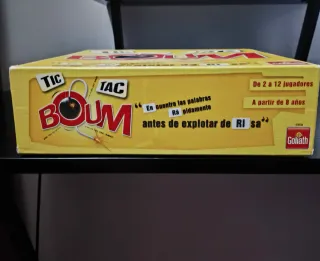 TIC
TAC
BOUM
De 2 a 12 jugadores
A partir de 8 años
"En quentre las palabras
Rá pidamente
antes de explotar de RI sa"
Goliath